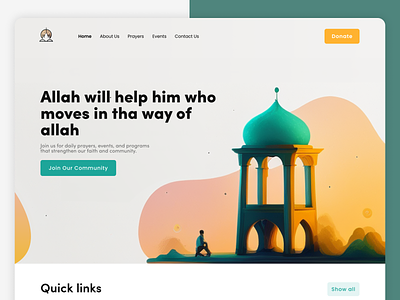 Home About Us Prayers Events Contact Us Donate
Allah will help him who
moves in tha way of
allah
Join us for daily prayers, events, and programs
that strengthen our faith and community.
Join Our Community
Quick links Show all